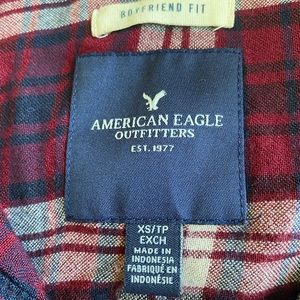 BOYFRIEND FIT
AMERICAN EAGLE
OUTFITTERS
EST. 1977
XS/TP
EXCH
MADE IN
INDONESIA
FABRIQUÉ EN
INDONÉSIE